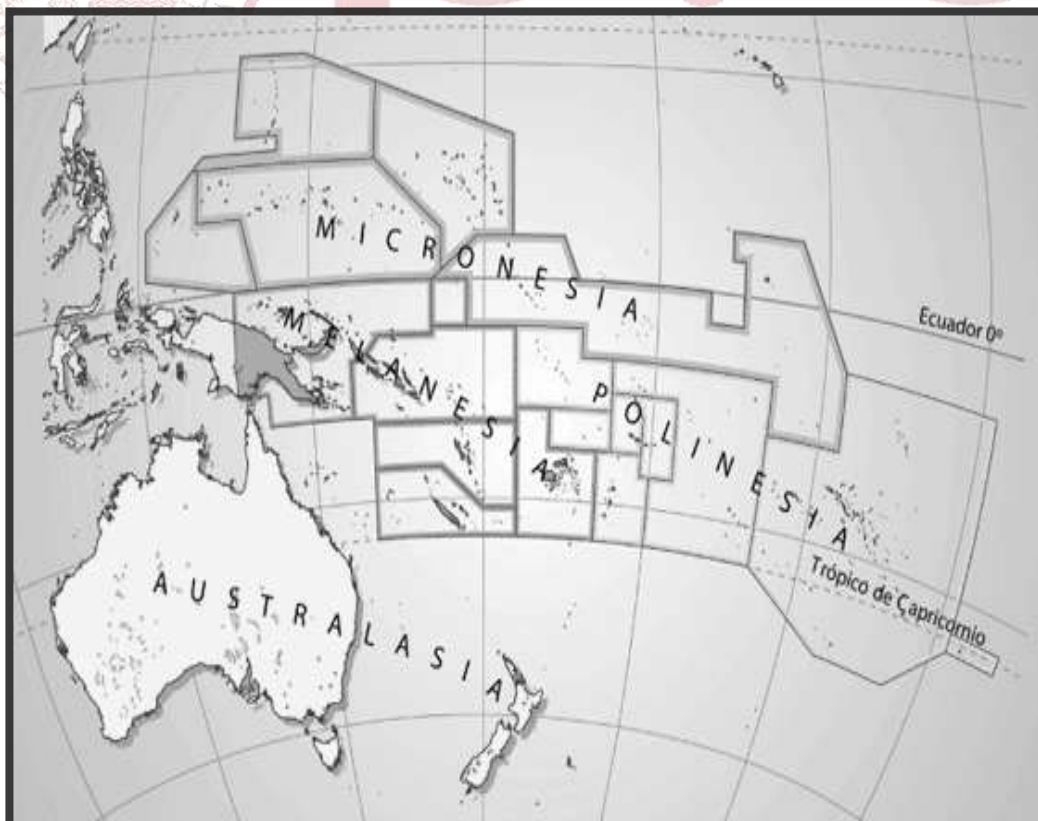 MICRONESIA
MELANESIA
Ecuador 0º
POLINESIA
Trópico de Capricornio
AUSTRALASIA